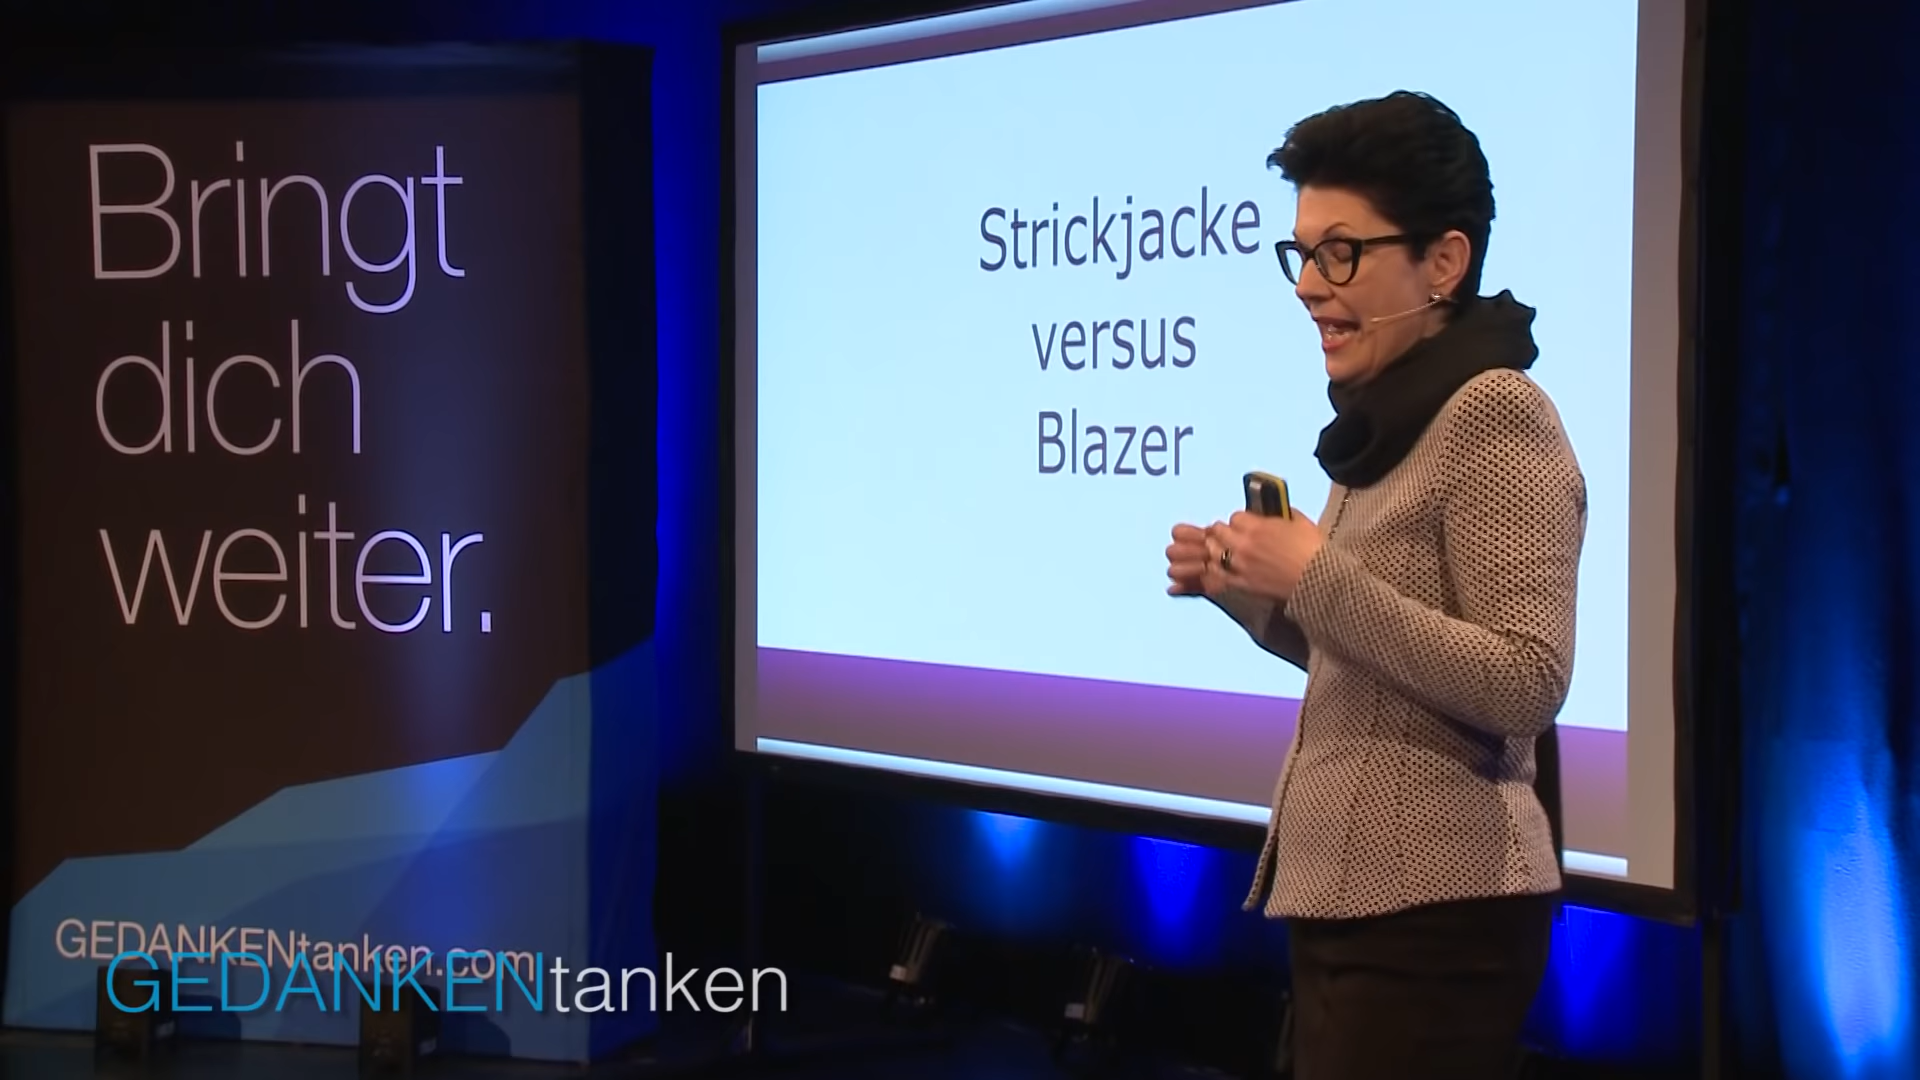 Bringt
dich
weiter.
GEDANKENtanken.com
GEDANKENtanken
Strickjacke
versus
Blazer